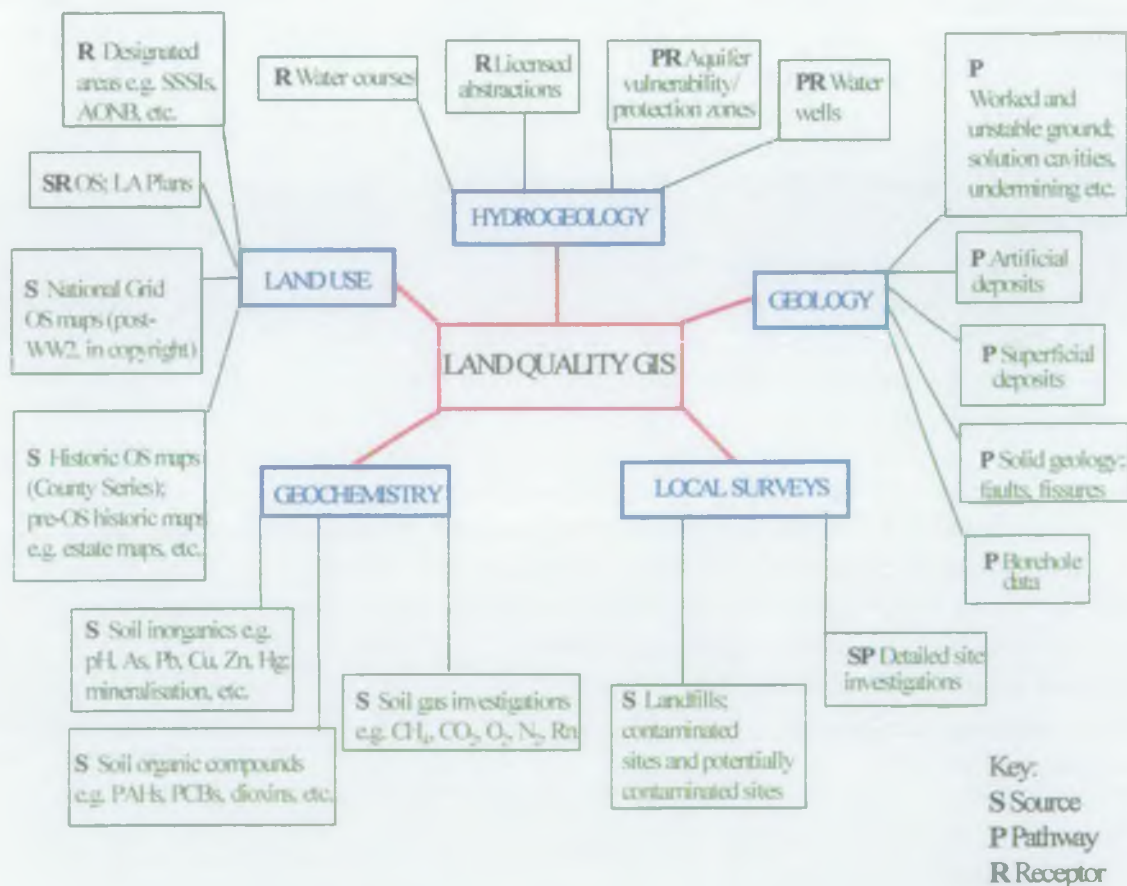 R Designated
areas e.g. SSSIs,
AONB, etc.
R Water courses
R Licensed
abstractions
PR Aquifer
vulnerability/
protection zones
PR Water
wells
P
Worked and
unstable ground;
solution cavities,
undermining etc.
SR OS; LA Plans
HYDROGEOLOGY
LAND USE
GEOLOGY
P Artificial
deposits
S National Grid
OS maps (post-
WW2, in copyright)
LAND QUALITY GIS
P Superficial
deposits
S Historic OS maps
(County Series);
pre-OS historic maps
e.g. estate maps, etc.
GEOCHEMISTRY
LOCAL SURVEYS
P Solid geology;
faults, fissures
P Borehole
data
S Soil inorganics e.g.
pH, As, Pb, Cu, Zn, Hg;
mineralisation, etc.
S Soil gas investigations
e.g. CH₄, CO₂, O₂, N₂, Rn
S Landfills;
contaminated
sites and potentially
contaminated sites
SP Detailed site
investigations
S Soil organic compounds
e.g. PAHs, PCBs, dioxins, etc.
Key:
S Source
P Pathway
R Receptor